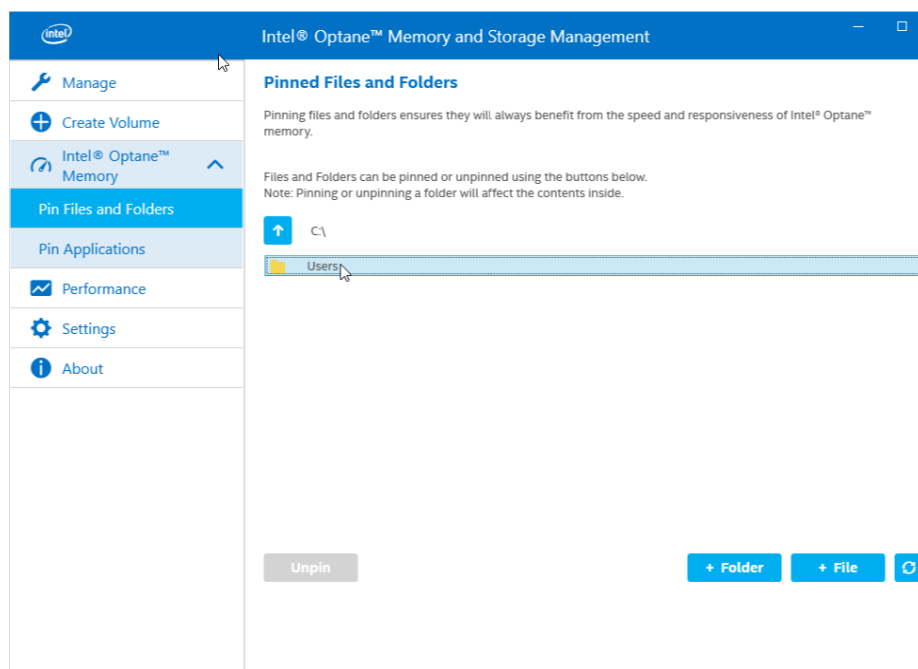 intel
Intel® Optane™ Memory and Storage Management
Manage
Create Volume
Intel® Optane™
Memory
Pin Files and Folders
Pin Applications
Performance
Settings
About
Pinned Files and Folders
Pinning files and folders ensures they will always benefit from the speed and responsiveness of Intel® Optane™
memory.
Files and Folders can be pinned or unpinned using the buttons below.
Note: Pinning or unpinning a folder will affect the contents inside.
C:\
Users
Unpin
+ Folder
+ File